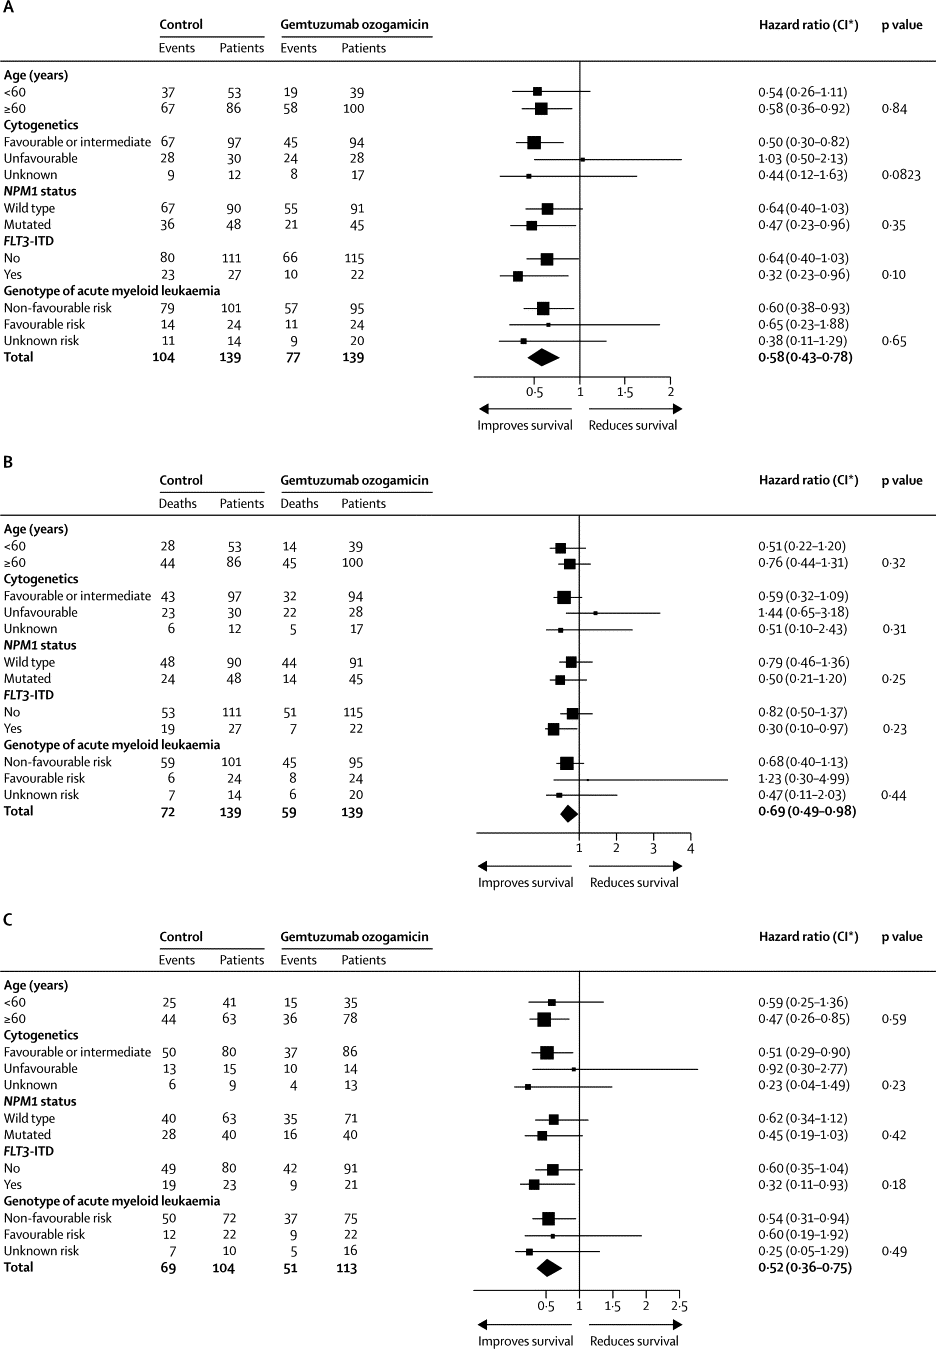 A
Control Gemtuzumab ozogamicin Hazard ratio (CI*) p value
Events Patients Events Patients
Age (years)
<60 37 53 19 39 0·54 (0·26–1·11)
≥60 67 86 58 100 0·58 (0·36–0·92) 0·84
Cytogenetics
Favourable or intermediate 67 97 45 94 0·50 (0·30–0·82)
Unfavourable 28 30 24 28 1·03 (0·50–2·13)
Unknown 9 12 8 17 0·44 (0·12–1·63) 0·0823
NPM1 status
Wild type 67 90 55 91 0·64 (0·40–1·03)
Mutated 36 48 21 45 0·47 (0·23–0·96) 0·35
FLT3-ITD
No 80 111 66 115 0·64 (0·40–1·03)
Yes 23 27 10 22 0·32 (0·23–0·96) 0·10
Genotype of acute myeloid leukaemia
Non-favourable risk 79 101 57 95 0·60 (0·38–0·93)
Favourable risk 14 24 11 24 0·65 (0·23–1·88)
Unknown risk 11 14 9 20 0·38 (0·11–1·29) 0·65
Total 104 139 77 139 0·58 (0·43–0·78)
0·5 1 1·5 2
Improves survival Reduces survival
B
Control Gemtuzumab ozogamicin Hazard ratio (CI*) p value
Deaths Patients Deaths Patients
Age (years)
<60 28 53 14 39 0·51 (0·22–1·20)
≥60 44 86 45 100 0·76 (0·44–1·31) 0·32
Cytogenetics
Favourable or intermediate 43 97 32 94 0·59 (0·32–1·09)
Unfavourable 23 30 22 28 1·44 (0·65–3·18)
Unknown 6 12 5 17 0·51 (0·10–2·43) 0·31
NPM1 status
Wild type 48 90 44 91 0·79 (0·46–1·36)
Mutated 24 48 14 45 0·50 (0·21–1·20) 0·25
FLT3-ITD
No 53 111 51 115 0·82 (0·50–1·37)
Yes 19 27 7 22 0·30 (0·10–0·97) 0·23
Genotype of acute myeloid leukaemia
Non-favourable risk 59 101 45 95 0·68 (0·40–1·13)
Favourable risk 6 24 8 24 1·23 (0·30–4·99)
Unknown risk 7 14 6 20 0·47 (0·11–2·03) 0·44
Total 72 139 59 139 0·69 (0·49–0·98)
1 2 3 4
Improves survival Reduces survival
C
Control Gemtuzumab ozogamicin Hazard ratio (CI*) p value
Events Patients Events Patients
Age (years)
<60 25 41 15 35 0·59 (0·25–1·36)
≥60 44 63 36 78 0·47 (0·26–0·85) 0·59
Cytogenetics
Favourable or intermediate 50 80 37 86 0·51 (0·29–0·90)
Unfavourable 13 15 10 14 0·92 (0·30–2·77)
Unknown 6 9 4 13 0·23 (0·04–1·49) 0·23
NPM1 status
Wild type 40 63 35 71 0·62 (0·34–1·12)
Mutated 28 40 16 40 0·45 (0·19–1·03) 0·42
FLT3-ITD
No 49 80 42 91 0·60 (0·35–1·04)
Yes 19 23 9 21 0·32 (0·11–0·93) 0·18
Genotype of acute myeloid leukaemia
Non-favourable risk 50 72 37 75 0·54 (0·31–0·94)
Favourable risk 12 22 9 22 0·60 (0·19–1·92)
Unknown risk 7 10 5 16 0·25 (0·05–1·29) 0·49
Total 69 104 51 113 0·52 (0·36–0·75)
0·5 1 1·5 2 2·5
Improves survival Reduces survival